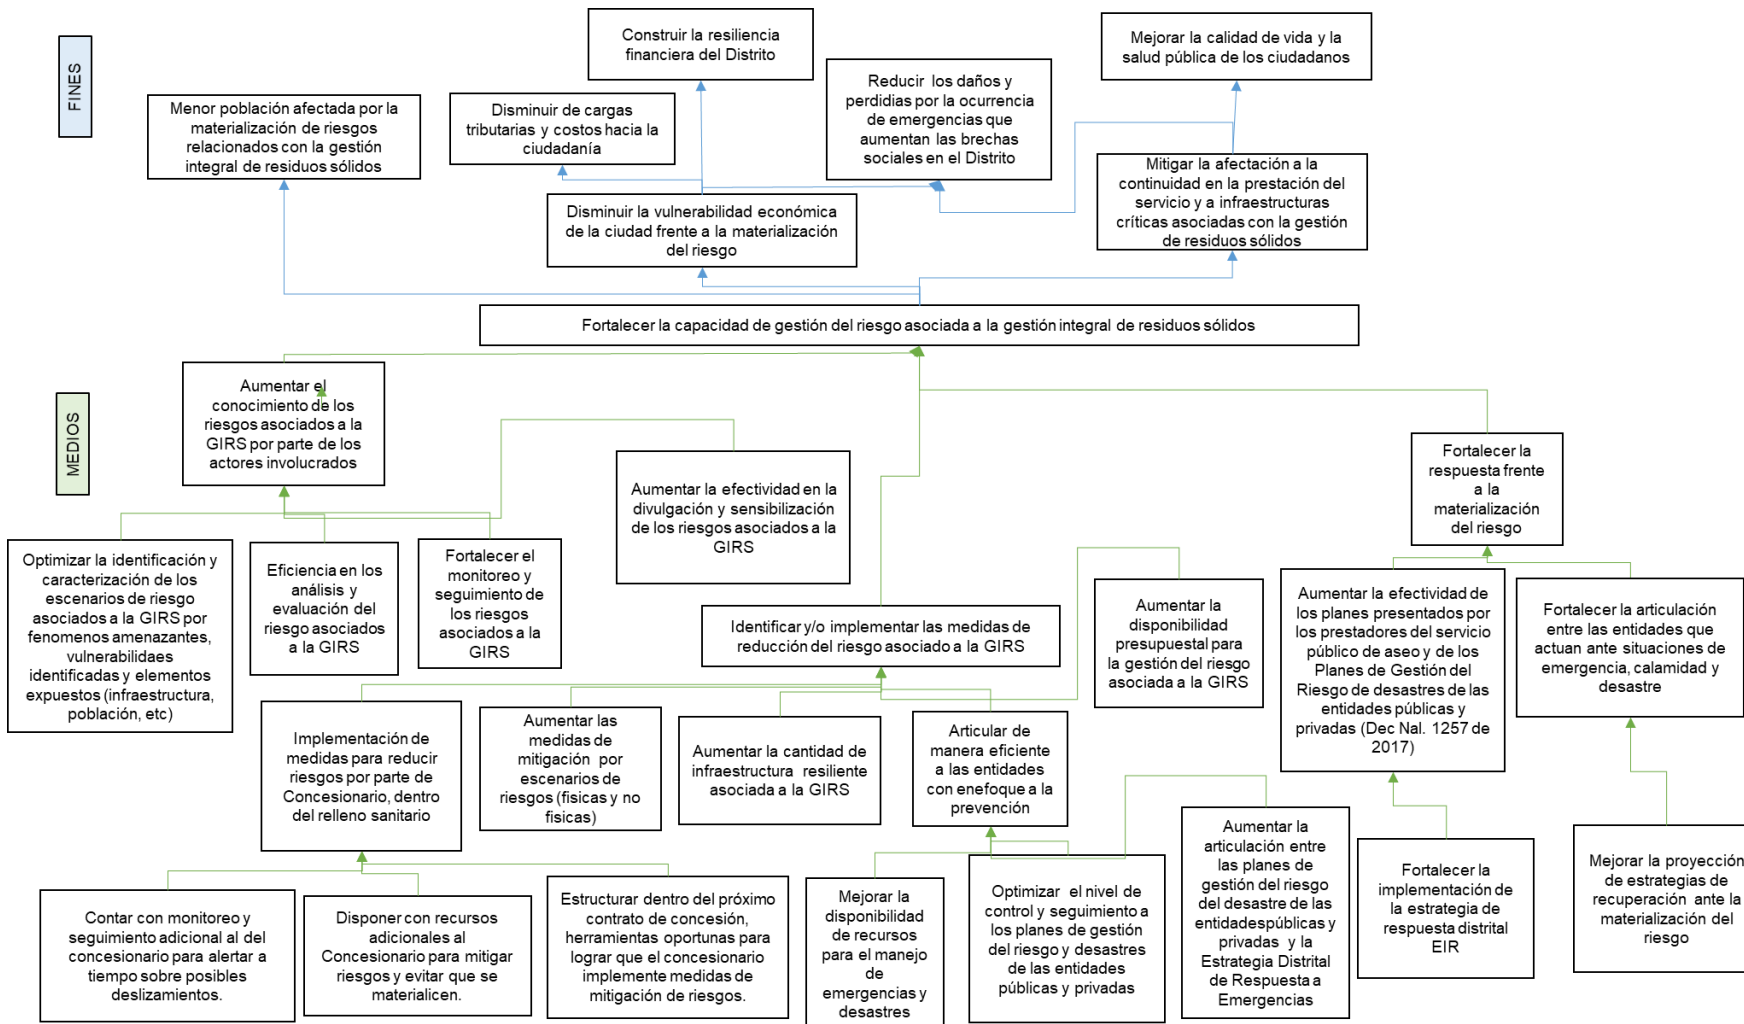 FINES
Construir la resiliencia
financiera del Distrito
Mejorar la calidad de vida y la
salud pública de los ciudadanos
Menor población afectada por la
materialización de riesgos
relacionados con la gestión
integral de residuos sólidos
Disminuir de cargas
tributarias y costos hacia la
ciudadanía
Reducir los daños y
perdidias por la ocurrencia
de emergencias que
aumentan las brechas
sociales en el Distrito
Disminuir la vulnerabilidad económica
de la ciudad frente a la materialización
del riesgo
Mitigar la afectación a la
continuidad en la prestación del
servicio y a infraestructuras
críticas asociadas con la gestión
de residuos sólidos
Fortalecer la capacidad de gestión del riesgo asociada a la gestión integral de residuos sólidos
MEDIOS
Aumentar el
conocimiento de los
riesgos asociados a la
GIRS por parte de los
actores involucrados
Aumentar la efectividad en la
divulgación y sensibilización
de los riesgos asociados a la
GIRS
Fortalecer la
respuesta frente
a la
materialización
del riesgo
Optimizar la identificación y
caracterización de los
escenarios de riesgo
asociados a la GIRS por
fenomenos amenazantes,
vulnerabilidaes
identificadas y elementos
expuestos (infraestructura,
población, etc)
Eficiencia en los
análisis y
evaluación del
riesgo asociados
a la GIRS
Fortalecer el
monitoreo y
seguimiento de
los riesgos
asociados a la
GIRS
Identificar y/o implementar las medidas de
reducción del riesgo asociado a la GIRS
Aumentar la
disponibilidad
presupuestal para
la gestión del riesgo
asociada a la GIRS
Aumentar la efectividad de
los planes presentados por
los prestadores del servicio
público de aseo y de los
Planes de Gestión del
Riesgo de desastres de las
entidades públicas y
privadas (Dec Nal. 1257 de
2017)
Fortalecer la articulación
entre las entidades que
actuan ante situaciones de
emergencia, calamidad y
desastre
Implementación de
medidas para reducir
riesgos por parte de
Concesionario, dentro
del relleno sanitario
Aumentar las
medidas de
mitigación por
escenarios de
riesgos (fisicas y no
fisicas)
Aumentar la cantidad de
infraestructura resiliente
asociada a la GIRS
Articular de
manera eficiente
a las entidades
con enefoque a la
prevención
Contar con monitoreo y
seguimiento adicional al del
concesionario para alertar a
tiempo sobre posibles
deslizamientos.
Disponer con recursos
adicionales al
Concesionario para mitigar
riesgos y evitar que se
materialicen.
Estructurar dentro del próximo
contrato de concesión,
herramientas oportunas para
lograr que el concesionario
implemente medidas de
mitigación de riesgos.
Mejorar la
disponibilidad
de recursos
para el manejo
de
emergencias y
desastres
Optimizar el nivel de
control y seguimiento a
los planes de gestión
del riesgo y desastres
de las entidades
públicas y privadas
Aumentar la
articulación entre
las planes de
gestión del riesgo
del desastre de las
entidadespúblicas y
privadas y la
Estrategia Distrital
de Respuesta a
Emergencias
Fortalecer la
implementación de
la estrategia de
respuesta distrital
EIR
Mejorar la proyección
de estrategias de
recuperación ante la
materialización del
riesgo